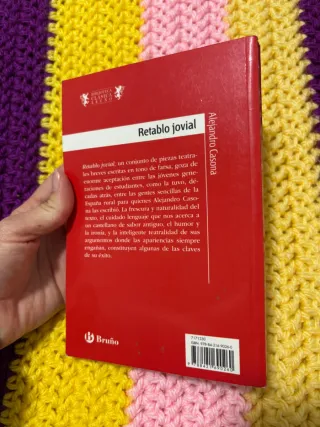 Retablo jovial
Alejandro Casona
Retablo jovial, un conjunto de piezas teatra-
les breves escritas en tono de farsa, goza de
enorme aceptación entre las jóvenes gene-
raciones de estudiantes, como la tuvo, dé-
cadas atrás, entre las gentes sencillas de la
España rural para quienes Alejandro Caso-
na las escribió. La frescura y naturalidad del
texto, el cuidado lenguaje que nos acerca a
un castellano de sabor antiguo, el humor y
la ironía, y la inteligente teatralidad de sus
argumentos donde las apariencias siempre
engañan, constituyen algunas de las claves
de su éxito.
Bruño